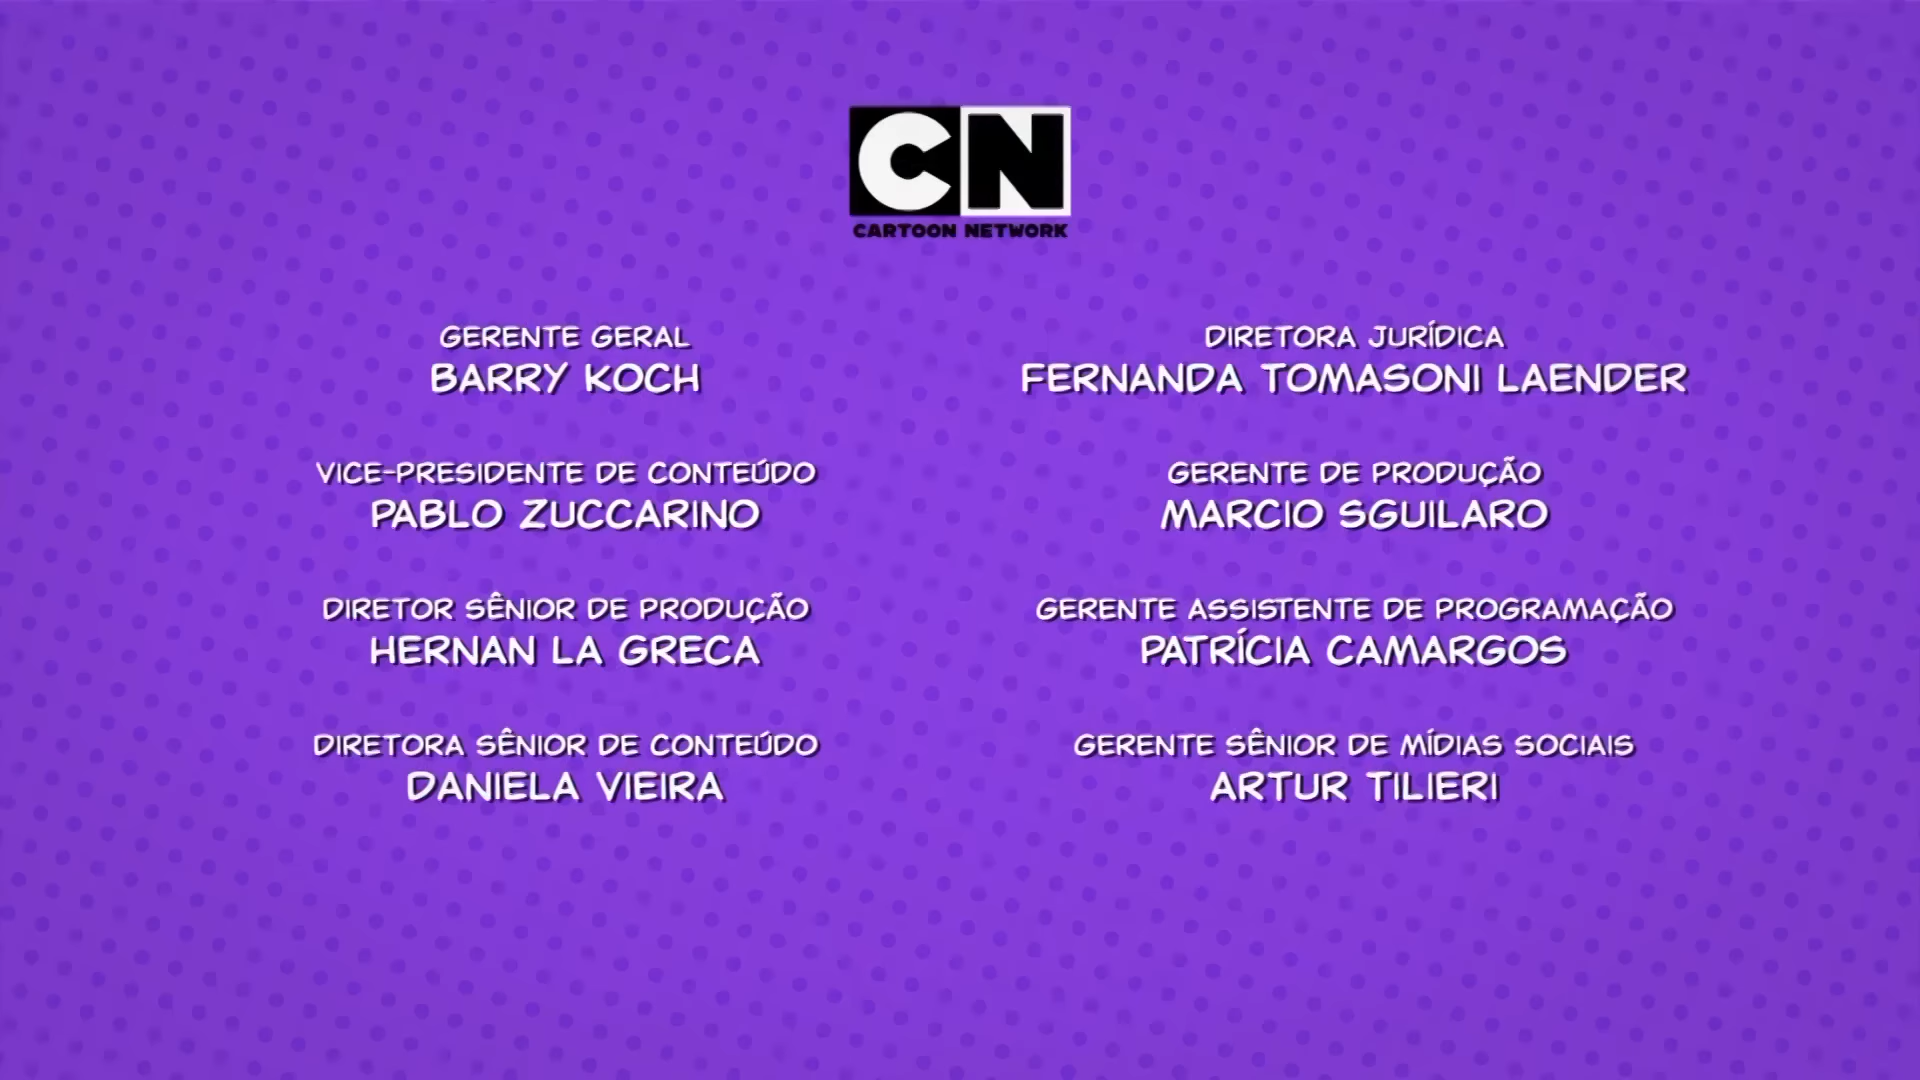 CN
CARTOON NETWORK
GERENTE GERAL
BARRY KOCH
VICE-PRESIDENTE DE CONTEÚDO
PABLO ZUCCARINO
DIRETOR SÊNIOR DE PRODUÇÃO
HERNAN LA GRECA
DIRETORA SÊNIOR DE CONTEÚDO
DANIELA VIEIRA
DIRETORA JURÍDICA
FERNANDA TOMASONI LAENDER
GERENTE DE PRODUÇÃO
MARCIO SGUILARO
GERENTE ASSISTENTE DE PROGRAMAÇÃO
PATRÍCIA CAMARGOS
GERENTE SÊNIOR DE MÍDIAS SOCIAIS
ARTUR TILIERI